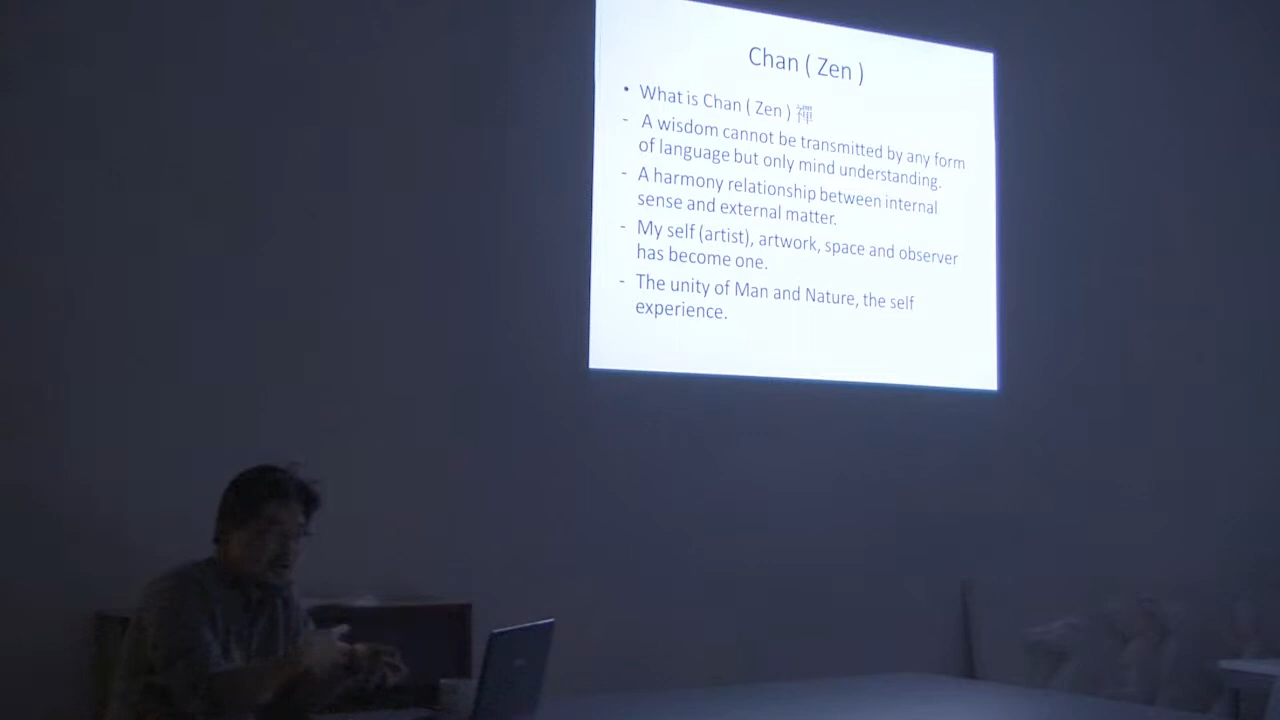 Chan ( Zen )
• What is Chan ( Zen ) 禪
- A wisdom cannot be transmitted by any form
of language but only mind understanding.
- A harmony relationship between internal
sense and external matter.
- My self (artist), artwork, space and observer
has become one.
- The unity of Man and Nature, the self
experience.